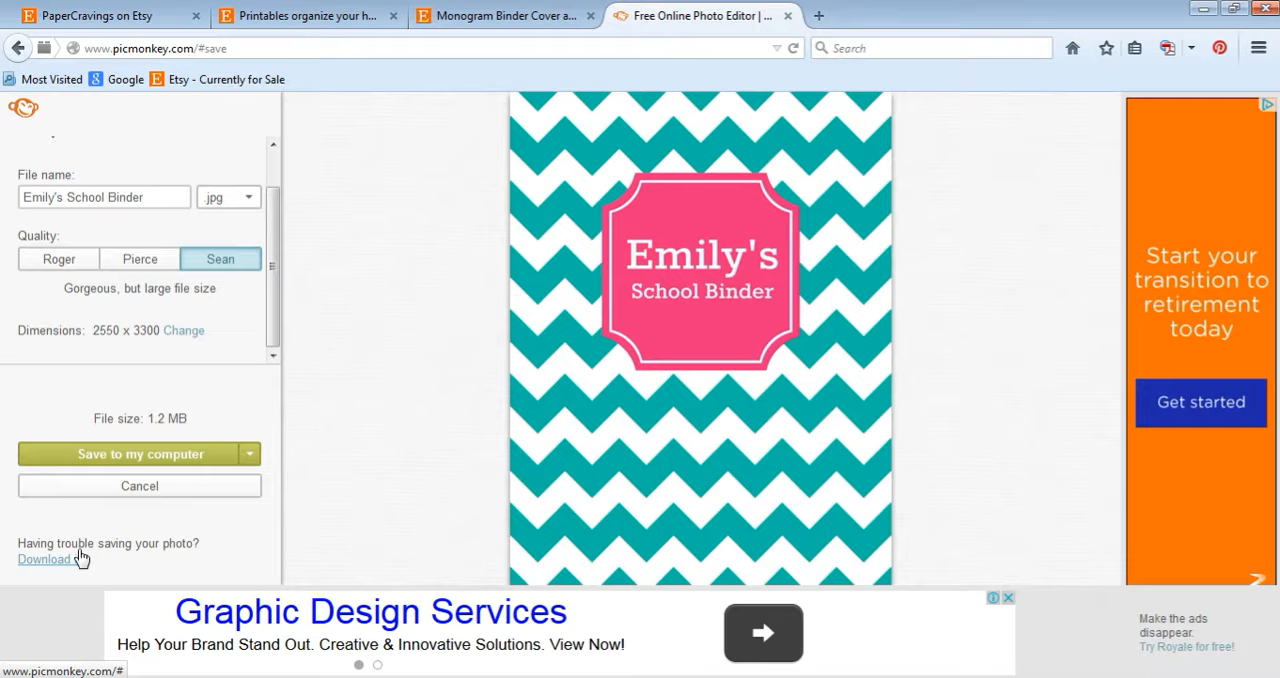 PaperCravings on Etsy
Printables organize your h...
Monogram Binder Cover a...
Free Online Photo Editor | ...
www.picmonkey.com/#save
Search
Most Visited
Google
Etsy - Currently for Sale
File name:
Emily's School Binder
.jpg
Quality:
Roger
Pierce
Sean
Gorgeous, but large file size
Dimensions: 2550 x 3300 Change
File size: 1.2 MB
Save to my computer
Cancel
Having trouble saving your photo?
Download
Emily's
School Binder
Start your
transition to
retirement
today
Get started
Graphic Design Services
Help Your Brand Stand Out. Creative & Innovative Solutions. View Now!
Make the ads
disappear.
Try Royale for free!
www.picmonkey.com/#